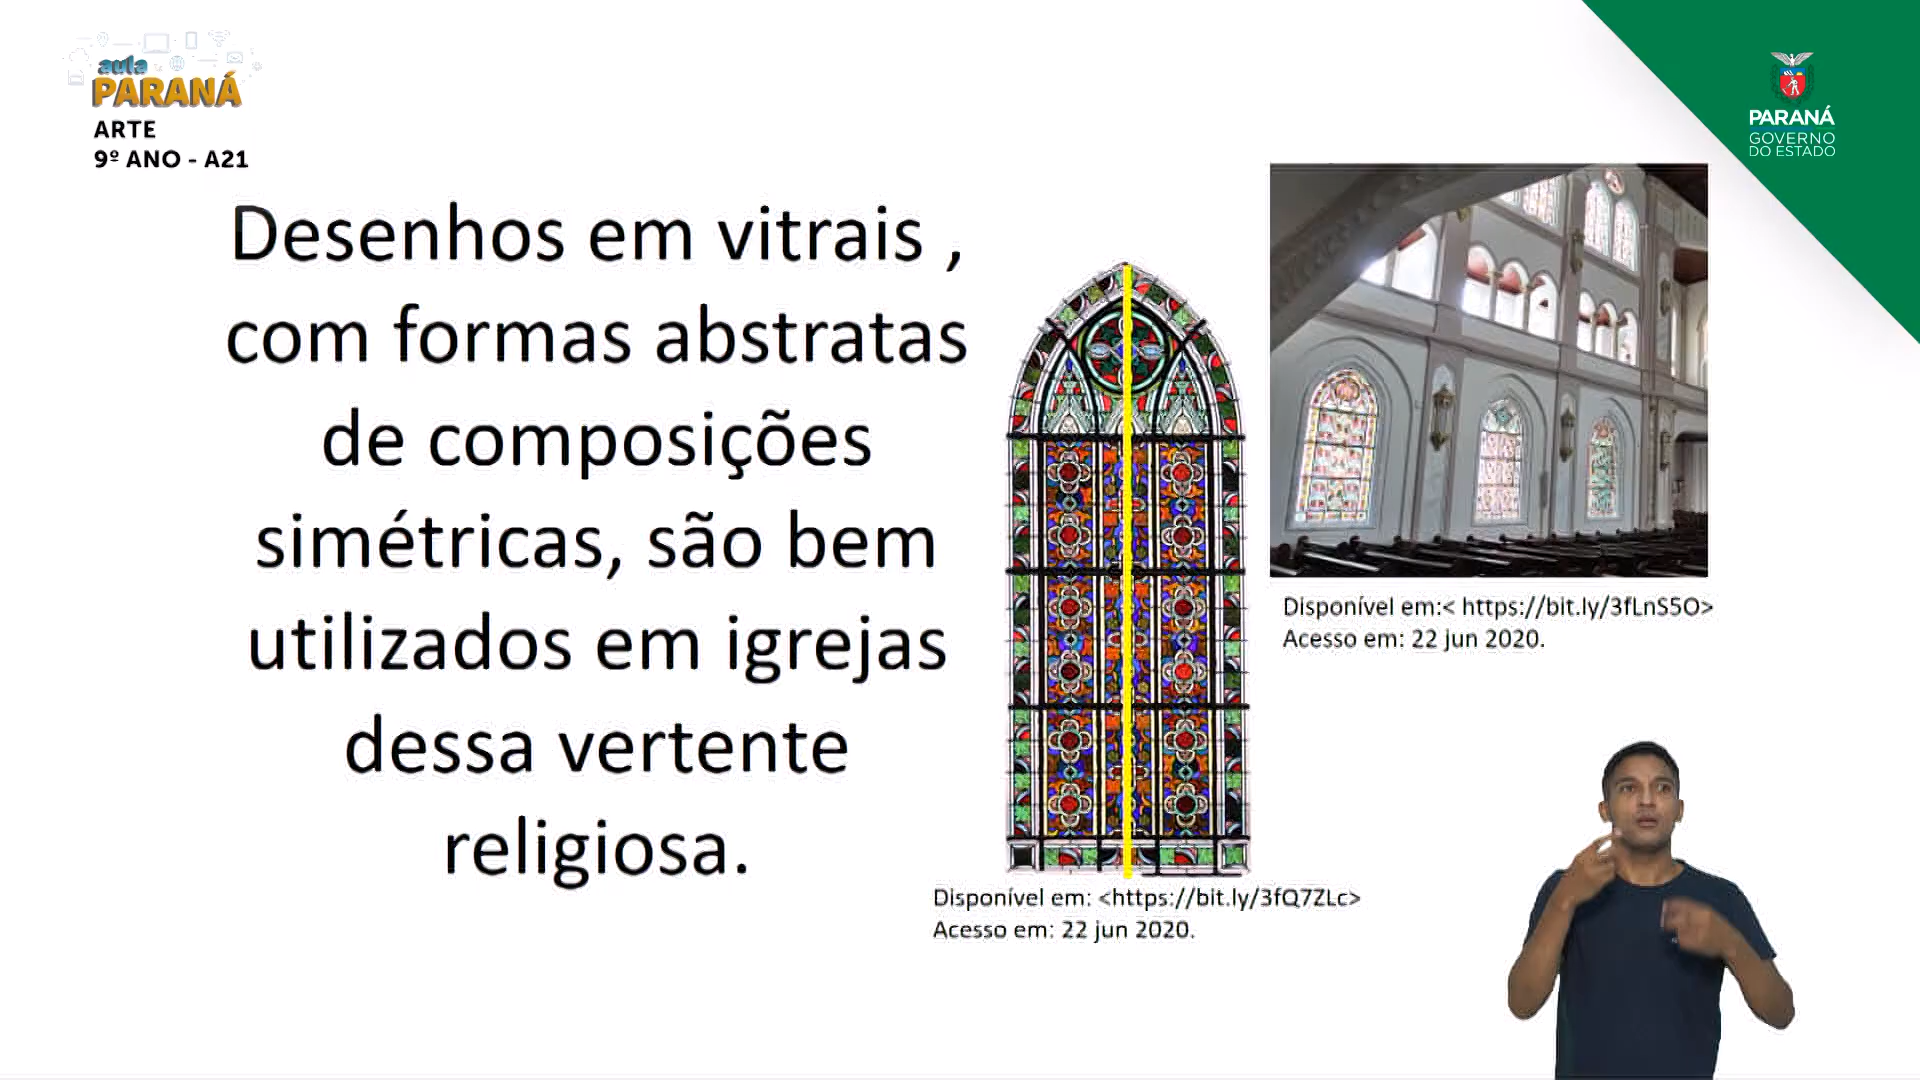 aula
PARANÁ
ARTE
9º ANO - A21
PARANÁ
GOVERNO
DO ESTADO
Desenhos em vitrais ,
com formas abstratas
de composições
simétricas, são bem
utilizados em igrejas
dessa vertente
religiosa.
Disponível em:< https://bit.ly/3fLnS5O>
Acesso em: 22 jun 2020.
Disponível em: <https://bit.ly/3fQ7ZLc>
Acesso em: 22 jun 2020.